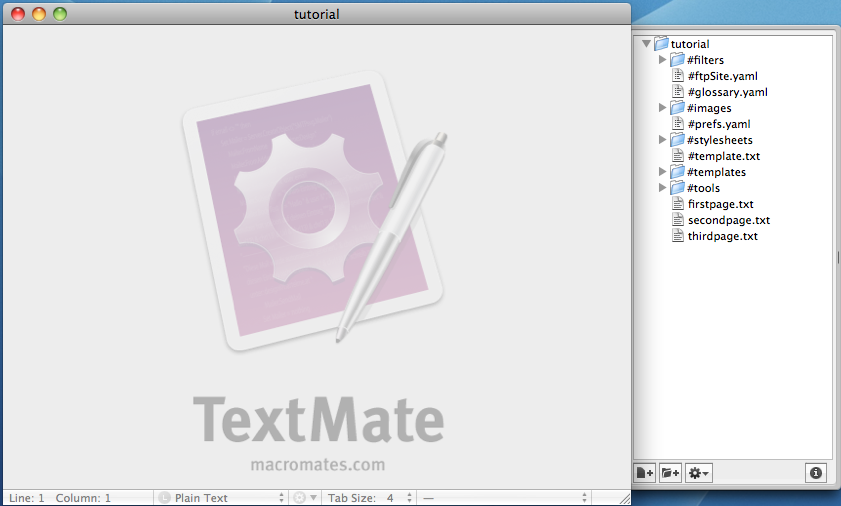 tutorial
TextMate
macromates.com
Line: 1 Column: 1
L
Plain Text
Tab Size: 4
—
tutorial
#filters
#ftpSite.yaml
#glossary.yaml
#images
#prefs.yaml
#stylesheets
#template.txt
#templates
#tools
firstpage.txt
secondpage.txt
thirdpage.txt